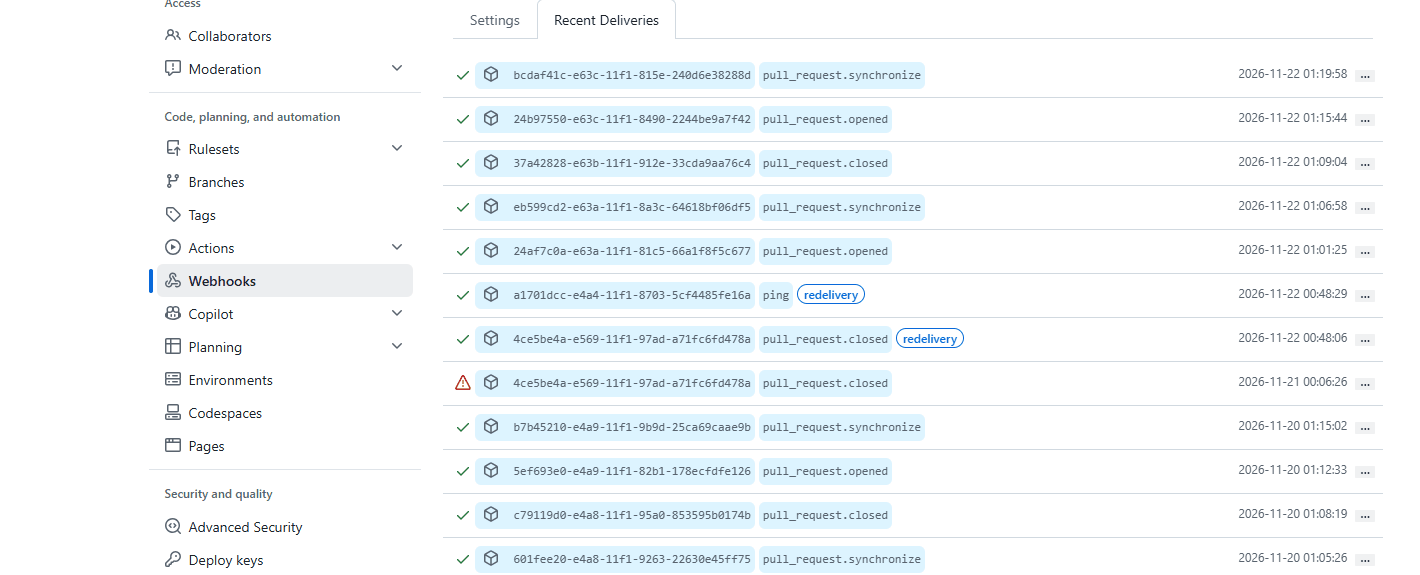 Access
Collaborators
Moderation
Code, planning, and automation
Rulesets
Branches
Tags
Actions
Webhooks
Copilot
Planning
Environments
Codespaces
Pages
Security and quality
Advanced Security
Deploy keys
Settings Recent Deliveries
bcdaf41c-e63c-11f1-815e-240d6e38288d pull_request.synchronize 2026-11-22 01:19:58 ...
24b97550-e63c-11f1-8490-2244be9a7f42 pull_request.opened 2026-11-22 01:15:44 ...
37a42828-e63b-11f1-912e-33cda9aa76c4 pull_request.closed 2026-11-22 01:09:04 ...
eb599cd2-e63a-11f1-8a3c-64618bf06df5 pull_request.synchronize 2026-11-22 01:06:58 ...
24af7c0a-e63a-11f1-81c5-66a1f8f5c677 pull_request.opened 2026-11-22 01:01:25 ...
a1701dcc-e4a4-11f1-8703-5cf4485fe16a ping redelivery 2026-11-22 00:48:29 ...
4ce5be4a-e569-11f1-97ad-a71fc6fd478a pull_request.closed redelivery 2026-11-22 00:48:06 ...
4ce5be4a-e569-11f1-97ad-a71fc6fd478a pull_request.closed 2026-11-21 00:06:26 ...
b7b45210-e4a9-11f1-9b9d-25ca69caae9b pull_request.synchronize 2026-11-20 01:15:02 ...
5ef693e0-e4a9-11f1-82b1-178ecfdfe126 pull_request.opened 2026-11-20 01:12:33 ...
c79119d0-e4a8-11f1-95a0-853595b0174b pull_request.closed 2026-11-20 01:08:19 ...
601fee20-e4a8-11f1-9263-22630e45ff75 pull_request.synchronize 2026-11-20 01:05:26 ...